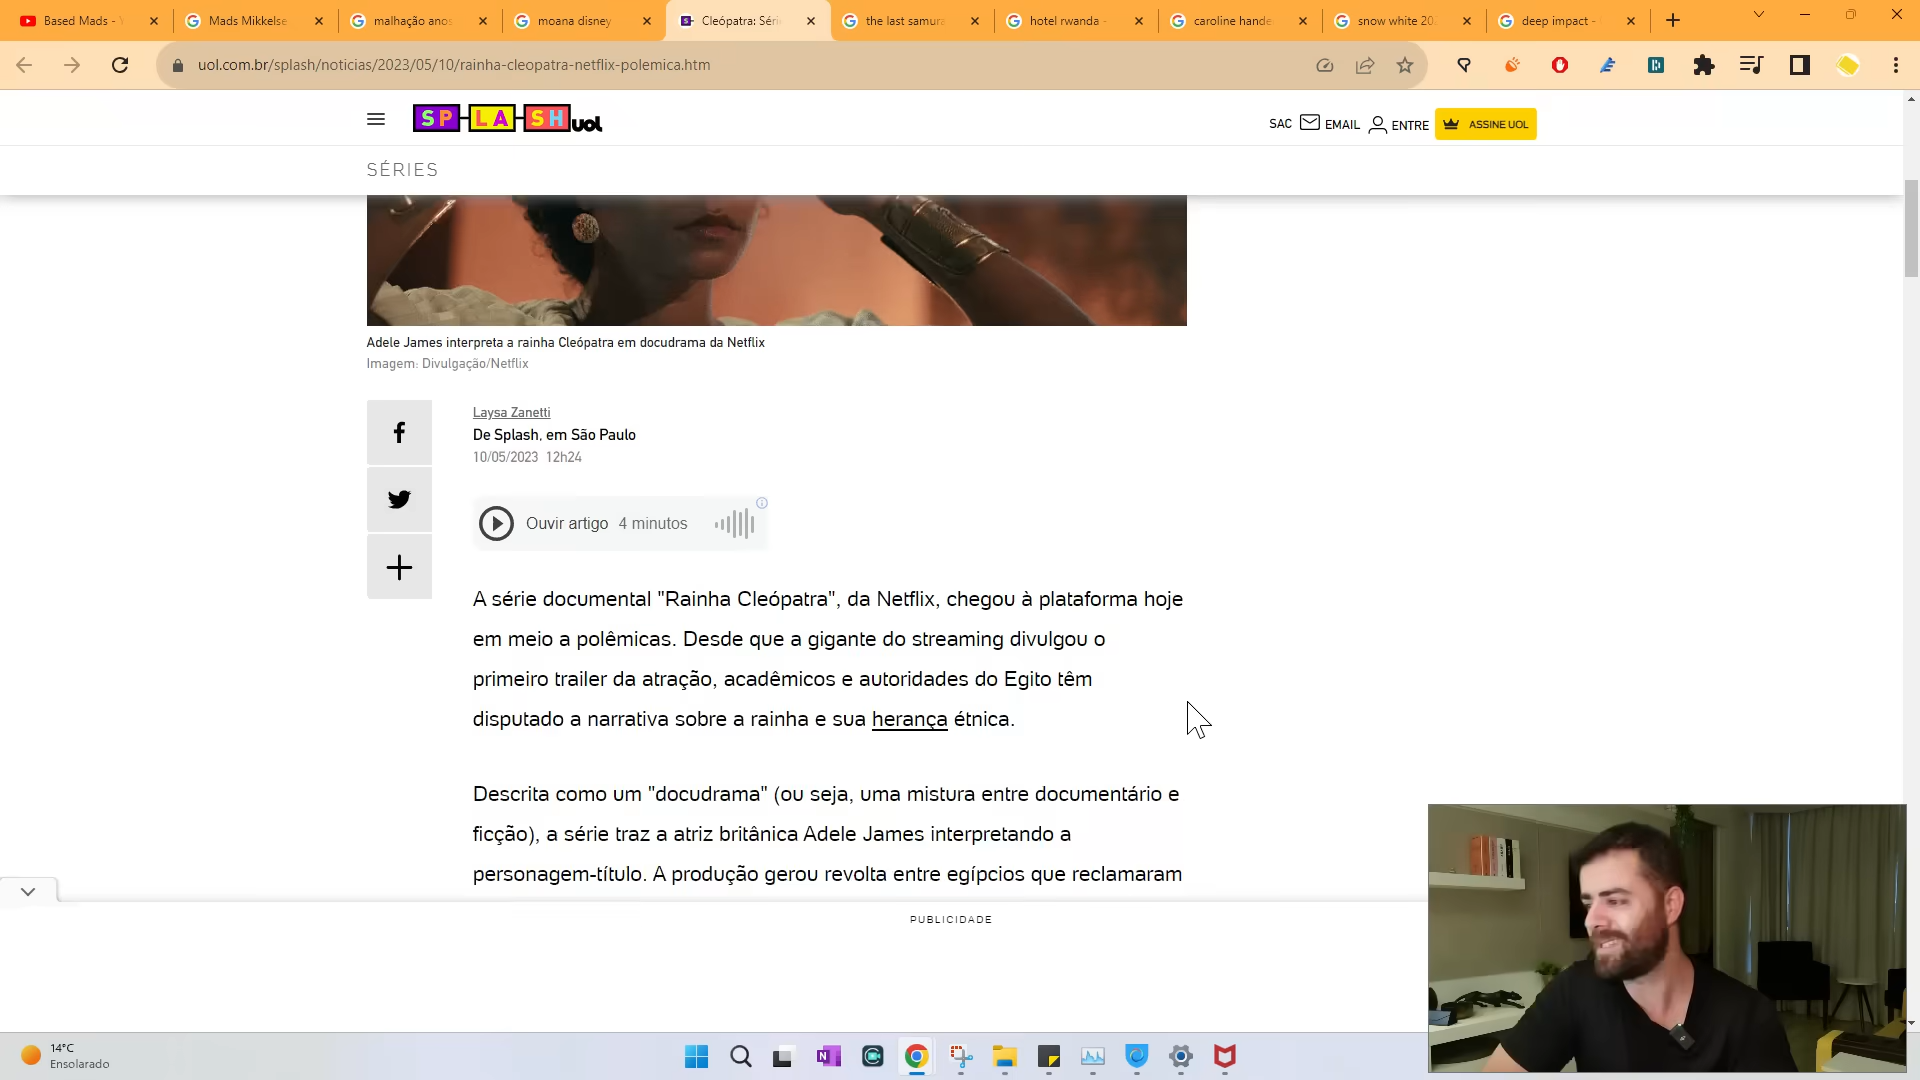 Based Mads -
Mads Mikkelse
malhação anos
moana disney
Cleópatra: Séri
the last samura
hotel rwanda -
caroline hande
snow white 202
deep impact -
uol.com.br/splash/noticias/2023/05/10/rainha-cleopatra-netflix-polemica.htm
SPLASH uol
SAC
EMAIL
ENTRE
ASSINE UOL
SÉRIES
Adele James interpreta a rainha Cleópatra em docudrama da Netflix
Imagem: Divulgação/Netflix
Laysa Zanetti
De Splash, em São Paulo
10/05/2023 12h24
Ouvir artigo 4 minutos
A série documental "Rainha Cleópatra", da Netflix, chegou à plataforma hoje
em meio a polêmicas. Desde que a gigante do streaming divulgou o
primeiro trailer da atração, acadêmicos e autoridades do Egito têm
disputado a narrativa sobre a rainha e sua herança étnica.
Descrita como um "docudrama" (ou seja, uma mistura entre documentário e
ficção), a série traz a atriz britânica Adele James interpretando a
personagem-título. A produção gerou revolta entre egípcios que reclamaram
PUBLICIDADE
14°C
Ensolarado